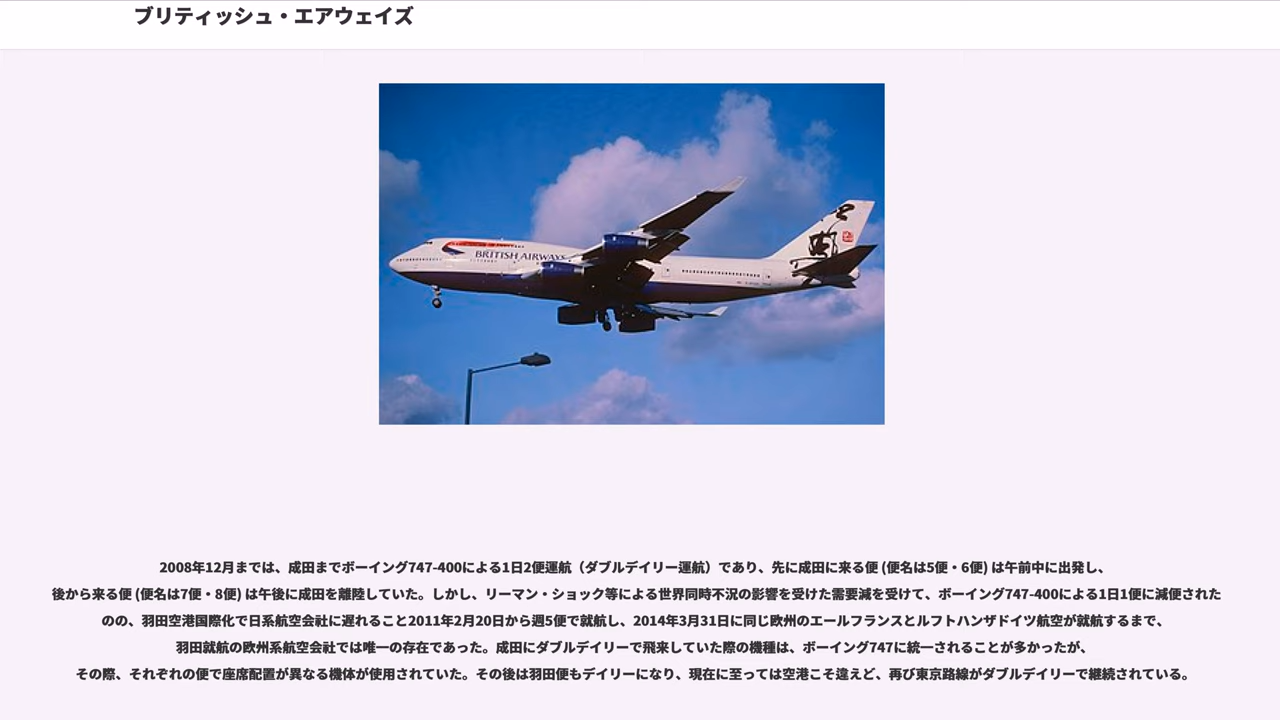 ブリティッシュ・エアウェイズ
BRITISH AIRWAYS
2008年12月までは、成田までボーイング747-400による1日2便運航（ダブルデイリー運航）であり、先に成田に来る便 (便名は5便・6便) は午前中に出発し、
後から来る便 (便名は7便・8便) は午後に成田を離陸していた。しかし、リーマン・ショック等による世界同時不況の影響を受けた需要減を受けて、ボーイング747-400による1日1便に減便された
のの、羽田空港国際化で日系航空会社に遅れること2011年2月20日から週5便で就航し、2014年3月31日に同じ欧州のエールフランスとルフトハンザドイツ航空が就航するまで、
羽田就航の欧州系航空会社では唯一の存在であった。成田にダブルデイリーで飛来していた際の機種は、ボーイング747に統一されることが多かったが、
その際、それぞれの便で座席配置が異なる機体が使用されていた。その後は羽田便もデイリーになり、現在に至っては空港こそ違えど、再び東京路線がダブルデイリーで継続されている。